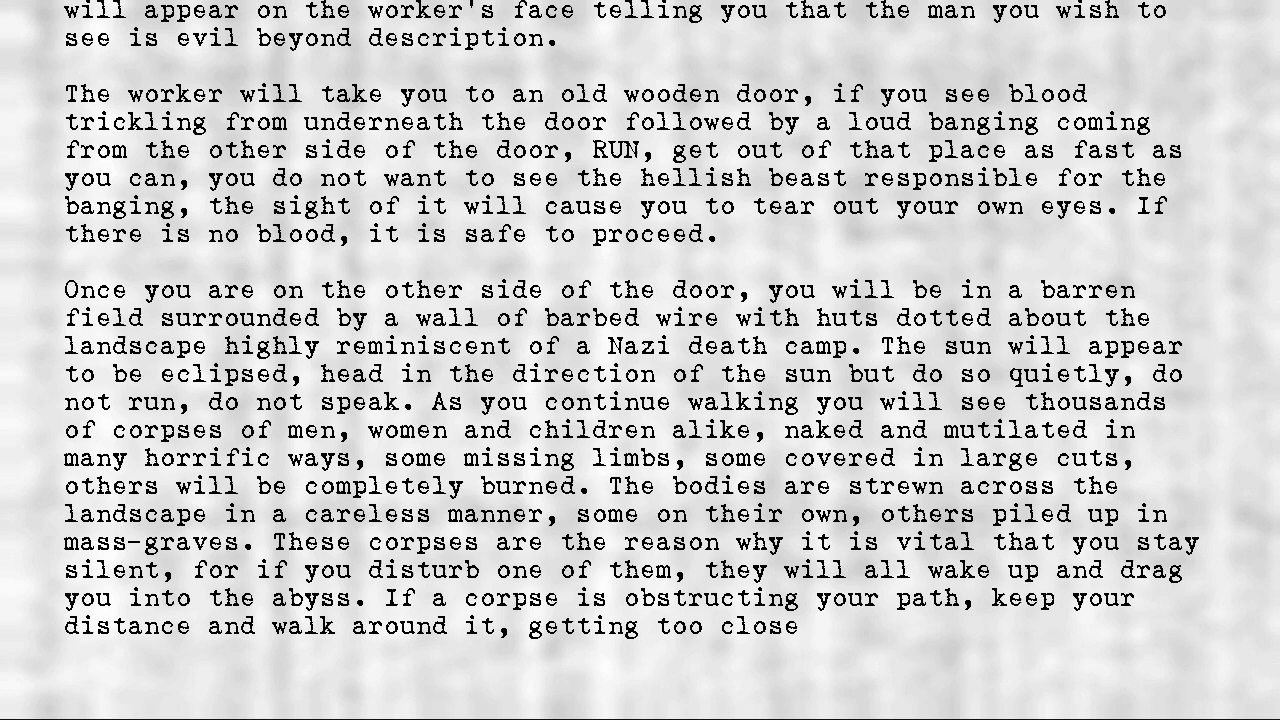 will appear on the worker's face telling you that the man you wish to
see is evil beyond description.
The worker will take you to an old wooden door, if you see blood
trickling from underneath the door followed by a loud banging coming
from the other side of the door, RUN, get out of that place as fast as
you can, you do not want to see the hellish beast responsible for the
banging, the sight of it will cause you to tear out your own eyes. If
there is no blood, it is safe to proceed.
Once you are on the other side of the door, you will be in a barren
field surrounded by a wall of barbed wire with huts dotted about the
landscape highly reminiscent of a Nazi death camp. The sun will appear
to be eclipsed, head in the direction of the sun but do so quietly, do
not run, do not speak. As you continue walking you will see thousands
of corpses of men, women and children alike, naked and mutilated in
many horrific ways, some missing limbs, some covered in large cuts,
others will be completely burned. The bodies are strewn across the
landscape in a careless manner, some on their own, others piled up in
mass-graves. These corpses are the reason why it is vital that you stay
silent, for if you disturb one of them, they will all wake up and drag
you into the abyss. If a corpse is obstructing your path, keep your
distance and walk around it, getting too close